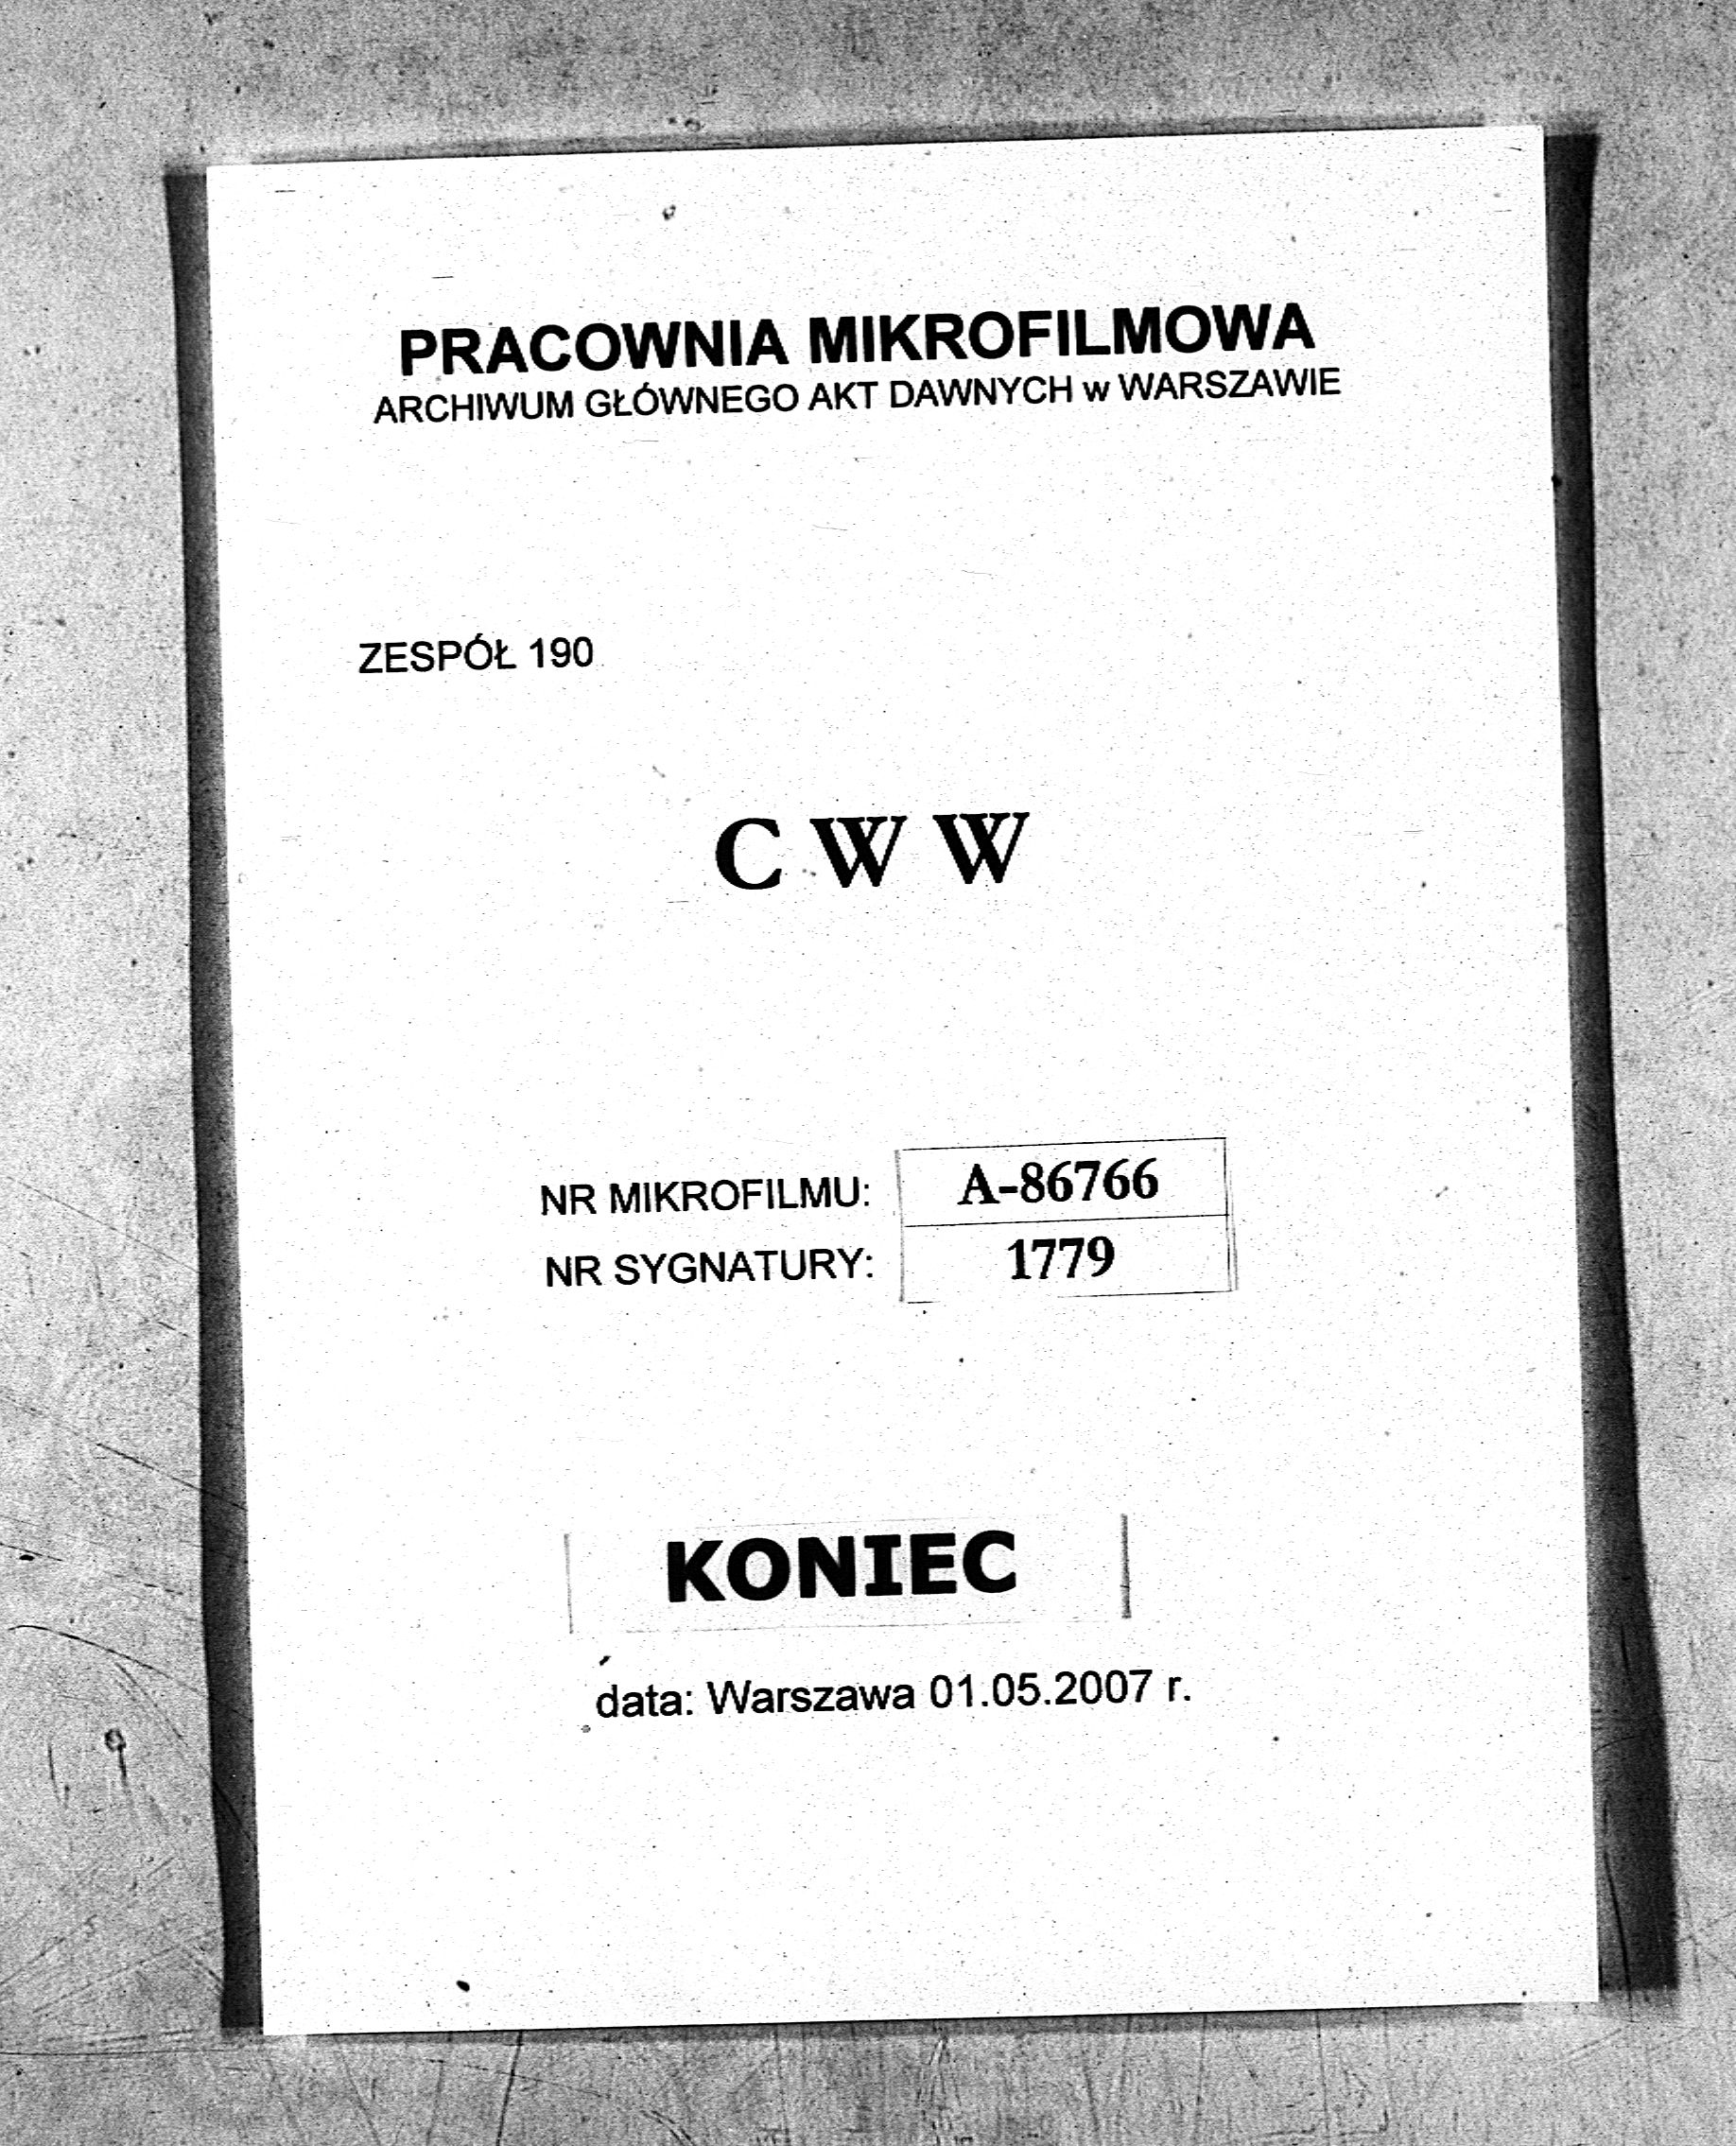 PRACOWNIA MIKROFILMOWA
ARCHIWUM GŁÓWNEGO AKT DAWNYCH w WARSZAWIE
ZESPÓŁ 190
C W W
NR MIKROFILMU: A-86766
NR SYGNATURY: 1779
KONIEC
data: Warszawa 01.05.2007 r.